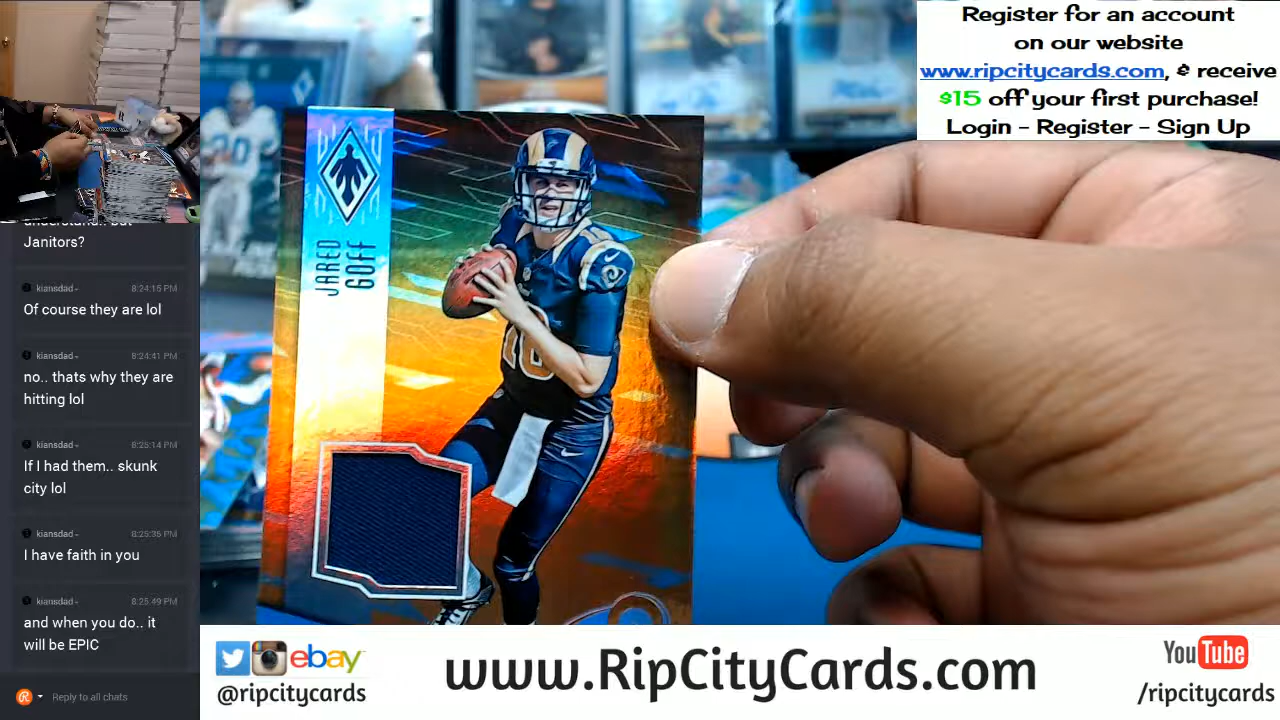 Register for an account
on our website
www.ripcitycards.com, & receive
$15 off your first purchase!
Login - Register - Sign Up
Janitors?
kiansdad- 8:24:15 PM
Of course they are lol
kiansdad- 8:24:41 PM
no.. thats why they are
hitting lol
kiansdad- 8:25:14 PM
If I had them.. skunk
city lol
kiansdad- 8:25:35 PM
I have faith in you
kiansdad- 8:25:49 PM
and when you do.. it
will be EPIC
Reply to all chats
JARED
GOFF
16
ebay
@ripcitycards
www.RipCityCards.com
YouTube
/ripcitycards